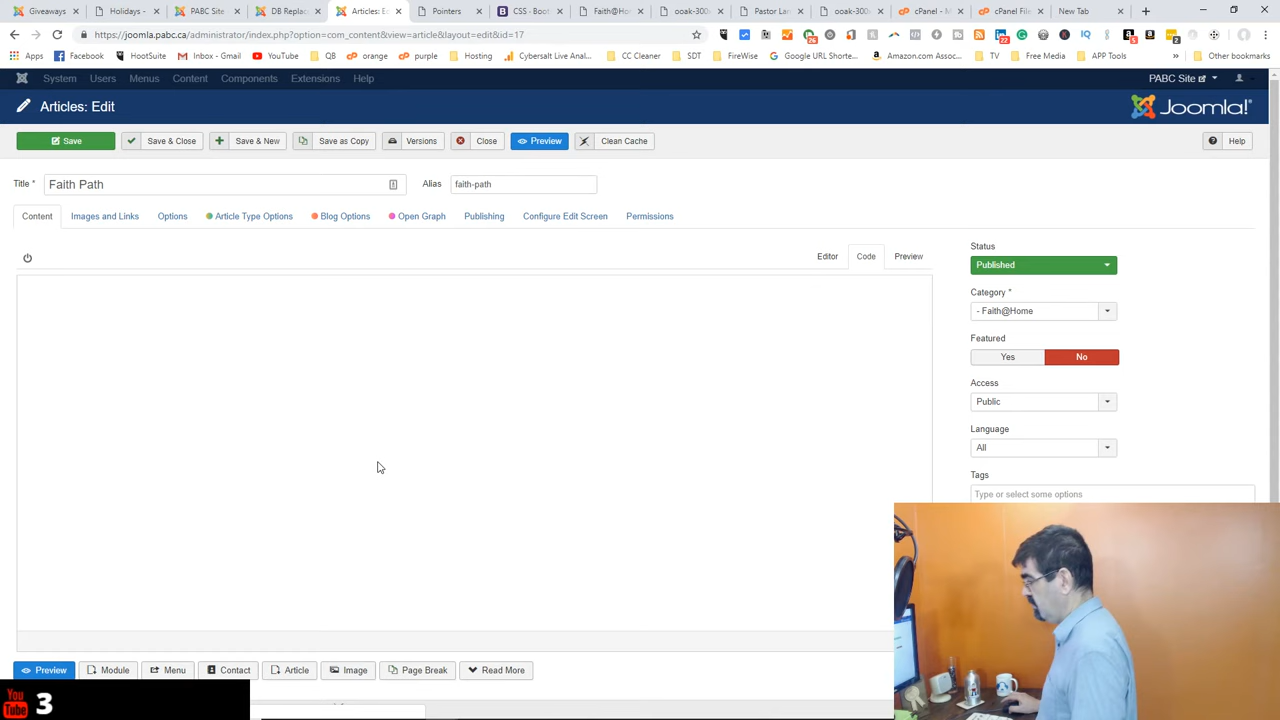 Giveaways
Holidays -
PABC Site
DB Replac
Articles: E
Pointers
CSS · Boot
Faith@Ho
ooak-300
Pastor Lan
ooak-300
cPanel - M
cPanel File
New Tab
https://joomla.pabc.ca/administrator/index.php?option=com_content&view=article&layout=edit&id=17
Facebook
HootSuite
Inbox - Gmail
YouTube
QB
orange
purple
Hosting
Cybersalt Live Anal...
CC Cleaner
SDT
FireWise
Google URL Shorte...
Amazon.com Assoc...
TV
Free Media
APP Tools
»
Other bookmarks
System
Users
Menus
Content
Components
Extensions
Help
PABC Site
Articles: Edit
Joomla!
Save
Save & Close
Save & New
Save as Copy
Versions
Close
Preview
Clean Cache
Help
Title *
Faith Path
Alias
faith-path
Content
Images and Links
Options
Article Type Options
Blog Options
Open Graph
Publishing
Configure Edit Screen
Permissions
Editor
Code
Preview
Status
Published
Category *
- Faith@Home
Featured
Yes
No
Access
Public
Language
All
Tags
Type or select some options
Preview
Module
Menu
Contact
Article
Image
Page Break
Read More
You
Tube
3